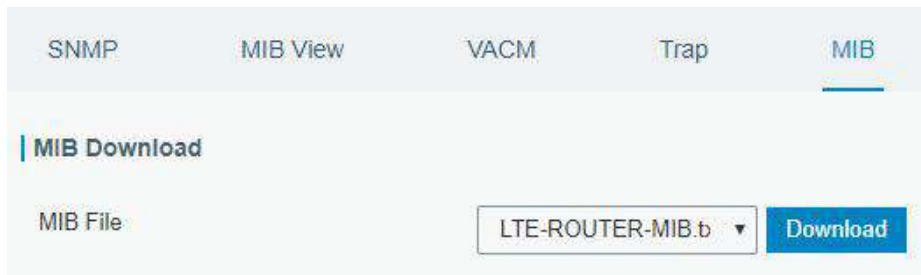 SNMP MIB View VACM Trap MIB
MIB Download
MIB File LTE-ROUTER-MIB.t Download